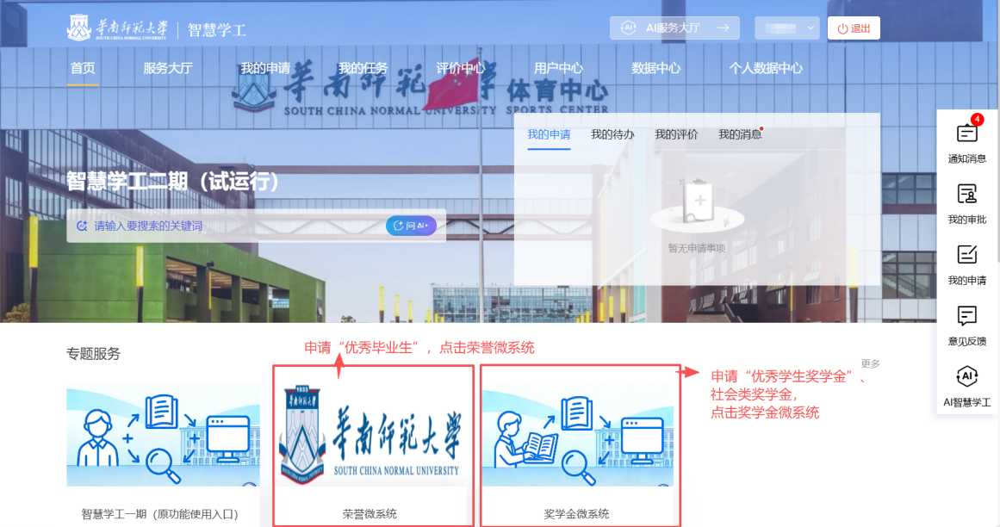 华南师范大学
SOUTH CHINA NORMAL UNIVERSITY
智慧学工
AI
AI服务大厅
退出
首页
服务大厅
我的申请
我的任务
评价中心
用户中心
数据中心
个人数据中心
华南师范大学体育中心
SOUTH CHINA NORMAL UNIVERSITY SPORTS CENTER
我的申请
我的待办
我的评价
我的消息
暂无申请事项
智慧学工二期（试运行）
请输入要搜索的关键词
问 Ai+
4
通知消息
我的审批
我的申请
意见反馈
AI
AI智慧学工
专题服务
更多
申请“优秀毕业生”，点击荣誉微系统
申请“优秀学生奖学金”、
社会类奖学金，
点击奖学金微系统
1933
华南师范大学
SOUTH CHINA NORMAL UNIVERSITY
智慧学工一期（原功能使用入口）
荣誉微系统
奖学金微系统